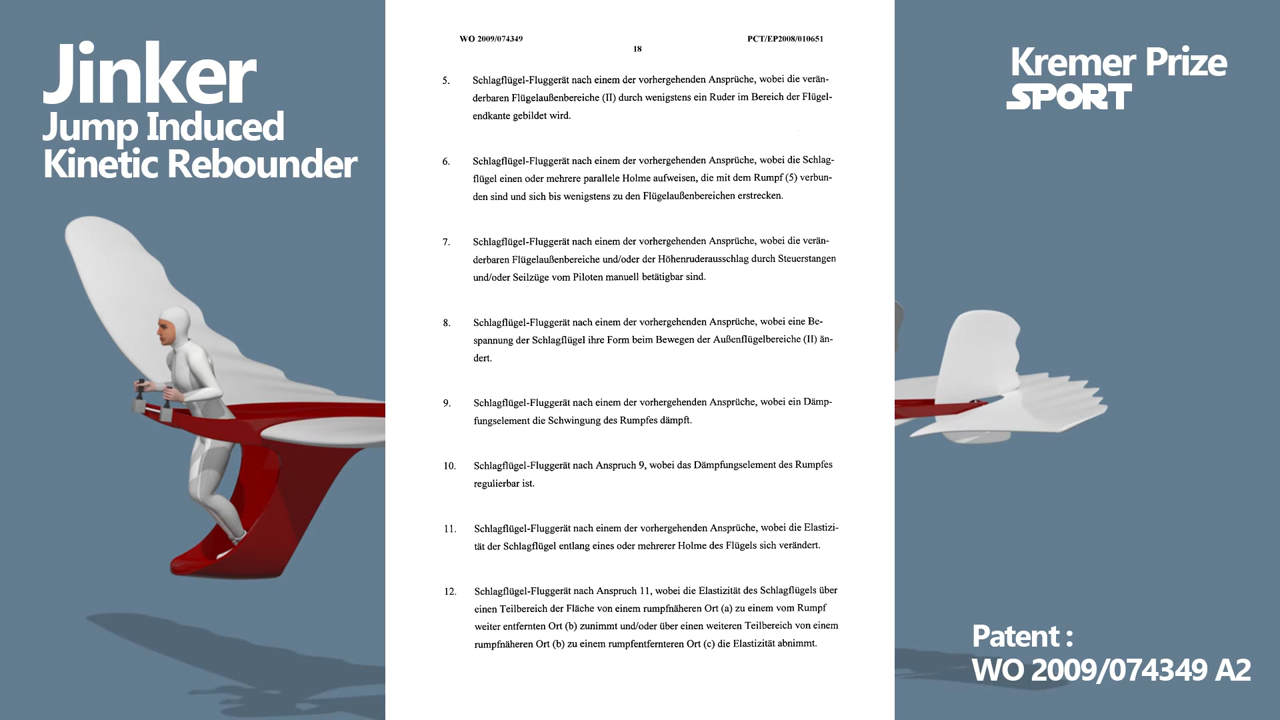 Jinker
Jump Induced
Kinetic Rebounder
WO 2009/074349
PCT/EP2008/010651
18
5. Schlagflügel-Fluggerät nach einem der vorhergehenden Ansprüche, wobei die verän-
derbaren Flügelaußenbereiche (II) durch wenigstens ein Ruder im Bereich der Flügel-
endkante gebildet wird.
6. Schlagflügel-Fluggerät nach einem der vorhergehenden Ansprüche, wobei die Schlag-
flügel einen oder mehrere parallele Holme aufweisen, die mit dem Rumpf (5) verbun-
den sind und sich bis wenigstens zu den Flügelaußenbereichen erstrecken.
7. Schlagflügel-Fluggerät nach einem der vorhergehenden Ansprüche, wobei die verän-
derbaren Flügelaußenbereiche und/oder der Höhenruderausschlag durch Steuerstangen
und/oder Seilzüge vom Piloten manuell betätigbar sind.
8. Schlagflügel-Fluggerät nach einem der vorhergehenden Ansprüche, wobei eine Be-
spannung der Schlagflügel ihre Form beim Bewegen der Außenflügelbereiche (II) än-
dert.
9. Schlagflügel-Fluggerät nach einem der vorhergehenden Ansprüche, wobei ein Dämp-
fungselement die Schwingung des Rumpfes dämpft.
10. Schlagflügel-Fluggerät nach Anspruch 9, wobei das Dämpfungselement des Rumpfes
regulierbar ist.
11. Schlagflügel-Fluggerät nach einem der vorhergehenden Ansprüche, wobei die Elastizi-
tät der Schlagflügel entlang eines oder mehrerer Holme des Flügels sich verändert.
12. Schlagflügel-Fluggerät nach Anspruch 11, wobei die Elastizität des Schlagflügels über
einen Teilbereich der Fläche von einem rumpfnäheren Ort (a) zu einem vom Rumpf
weiter entfernten Ort (b) zunimmt und/oder über einen weiteren Teilbereich von einem
rumpfnäheren Ort (b) zu einem rumpfentfernteren Ort (c) die Elastizität abnimmt.
Kremer Prize
SPORT
Patent :
WO 2009/074349 A2